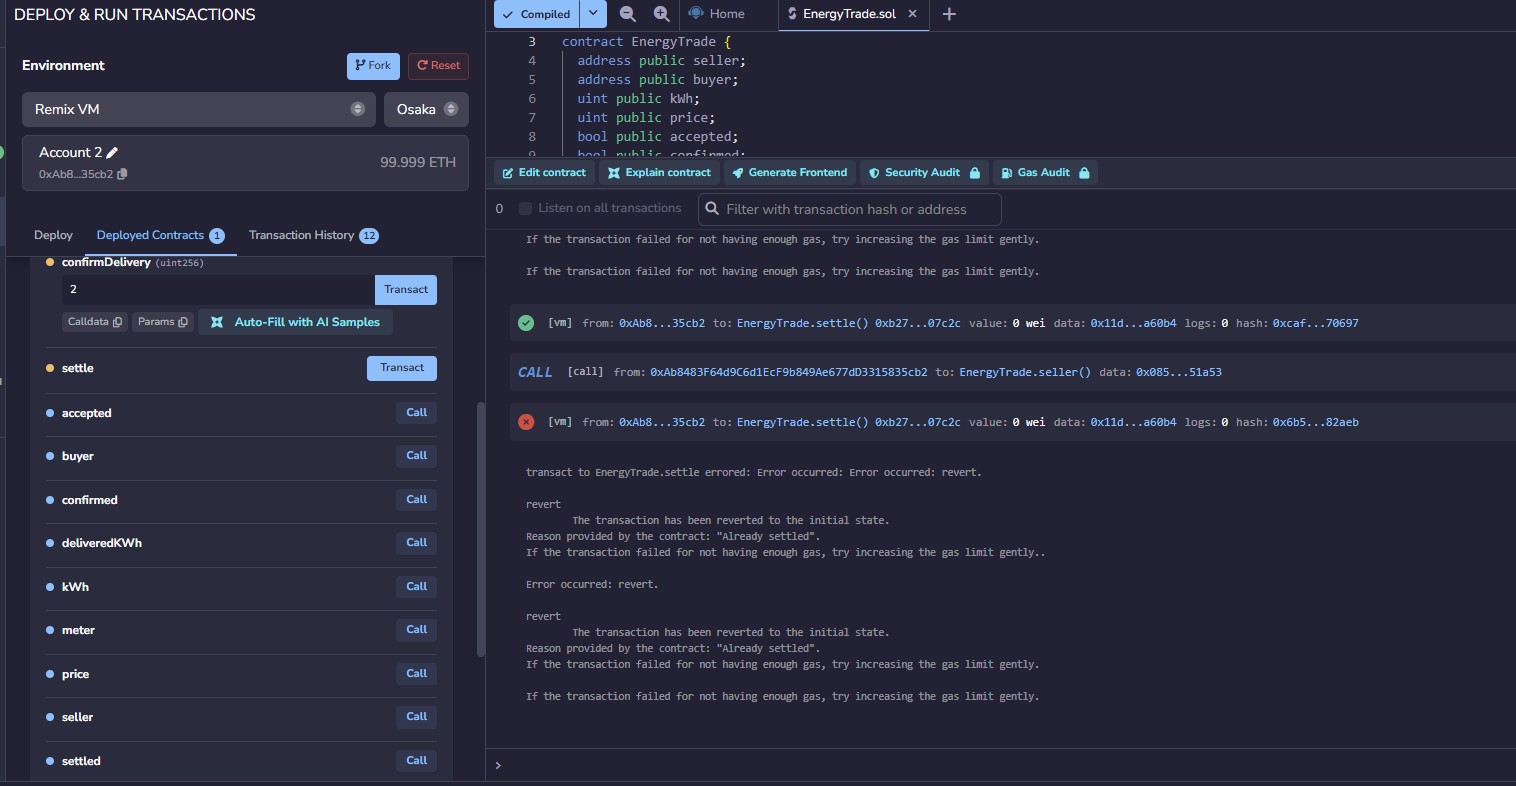 DEPLOY & RUN TRANSACTIONS
Environment
Fork
Reset
Remix VM
Osaka
Account 2
0xAb8...35cb2
99.999 ETH
Deploy
Deployed Contracts 1
Transaction History 12
confirmDelivery (uint256)
2
Transact
Calldata
Params
Auto-Fill with AI Samples
settle
Transact
accepted
Call
buyer
Call
confirmed
Call
deliveredKWh
Call
kWh
Call
meter
Call
price
Call
seller
Call
settled
Call
Compiled
Home
EnergyTrade.sol
3 contract EnergyTrade {
4 address public seller;
5 address public buyer;
6 uint public kWh;
7 uint public price;
8 bool public accepted;
9 bool public confirmed;
Edit contract
Explain contract
Generate Frontend
Security Audit
Gas Audit
0
Listen on all transactions
Filter with transaction hash or address
If the transaction failed for not having enough gas, try increasing the gas limit gently.
If the transaction failed for not having enough gas, try increasing the gas limit gently.
[vm] from: 0xAb8...35cb2 to: EnergyTrade.settle() 0xb27...07c2c value: 0 wei data: 0x11d...a60b4 logs: 0 hash: 0xcaf...70697
CALL [call] from: 0xAb8483F64d9C6d1EcF9b849Ae677dD3315835cb2 to: EnergyTrade.seller() data: 0x085...51a53
[vm] from: 0xAb8...35cb2 to: EnergyTrade.settle() 0xb27...07c2c value: 0 wei data: 0x11d...a60b4 logs: 0 hash: 0x6b5...82aeb
transact to EnergyTrade.settle errored: Error occurred: Error occurred: revert.
revert
The transaction has been reverted to the initial state.
Reason provided by the contract: "Already settled".
If the transaction failed for not having enough gas, try increasing the gas limit gently..
Error occurred: revert.
revert
The transaction has been reverted to the initial state.
Reason provided by the contract: "Already settled".
If the transaction failed for not having enough gas, try increasing the gas limit gently.
If the transaction failed for not having enough gas, try increasing the gas limit gently.
>